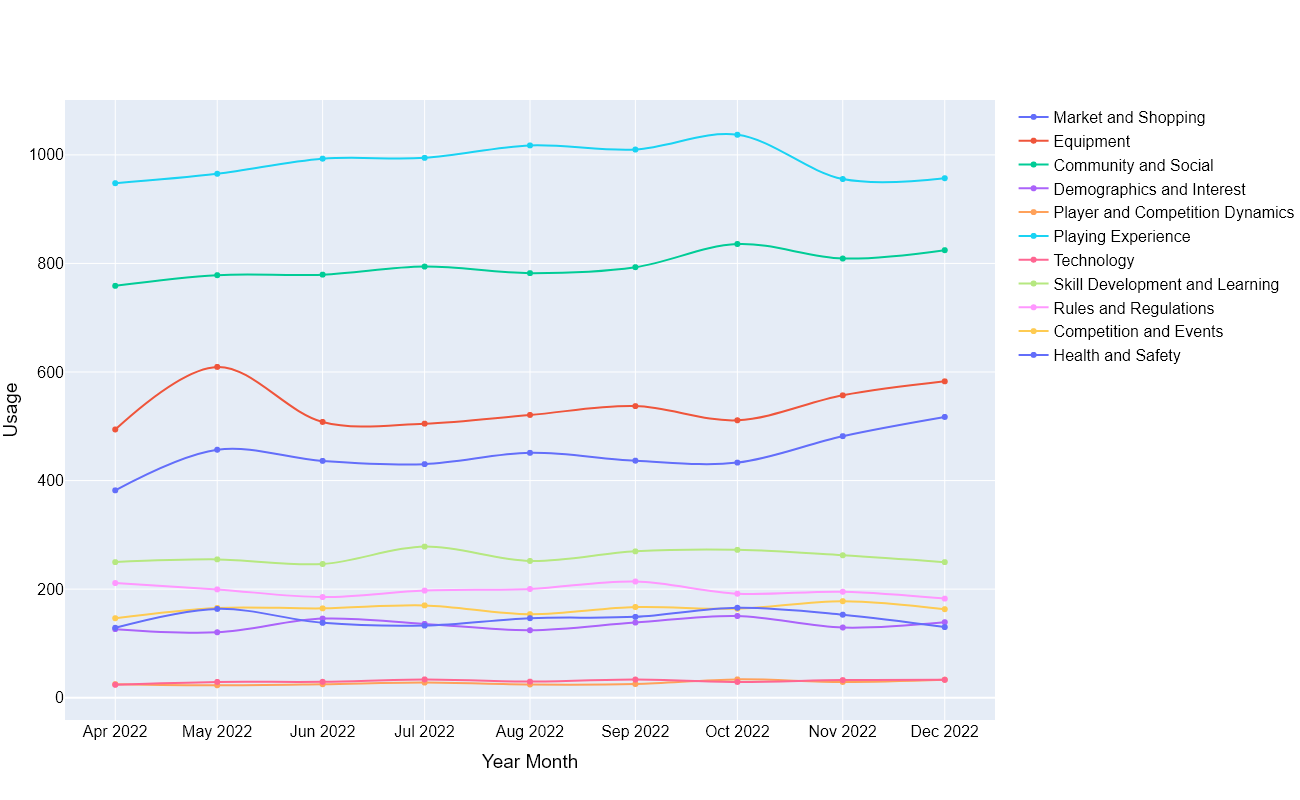 Market and Shopping
Equipment
Community and Social
Demographics and Interest
Player and Competition Dynamics
Playing Experience
Technology
Skill Development and Learning
Rules and Regulations
Competition and Events
Health and Safety
1000
800
600
400
200
0
Usage
Apr 2022 May 2022 Jun 2022 Jul 2022 Aug 2022 Sep 2022 Oct 2022 Nov 2022 Dec 2022
Year Month